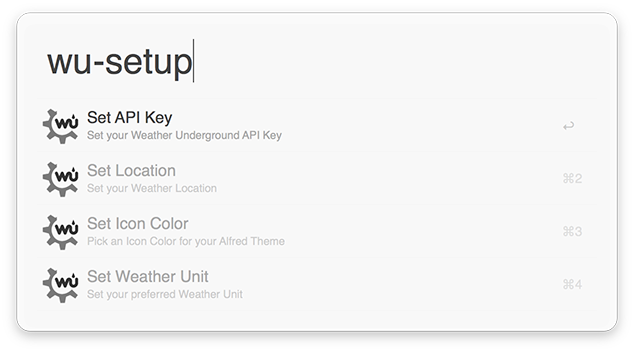 wu-setup
Set API Key
Set your Weather Underground API Key
↩
Set Location
Set your Weather Location
⌘2
Set Icon Color
Pick an Icon Color for your Alfred Theme
⌘3
Set Weather Unit
Set your preferred Weather Unit
⌘4
wu
wu
wu
wu